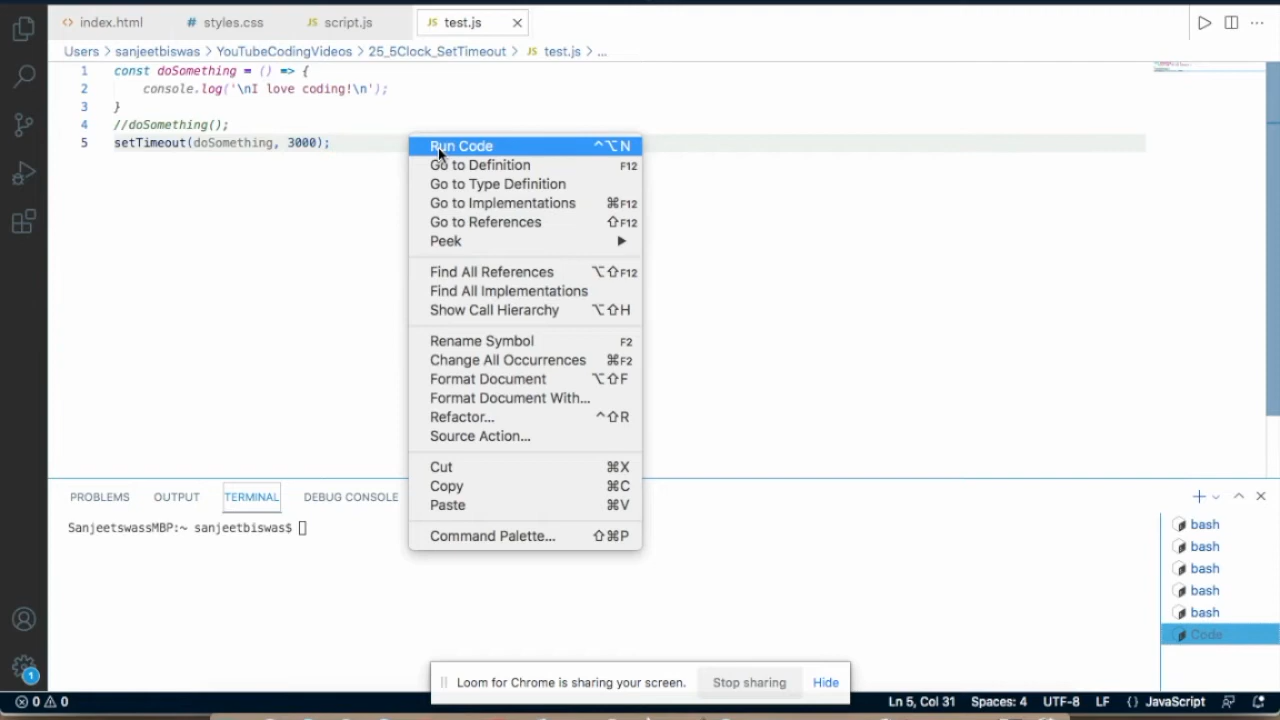 index.html
styles.css
JS script.js
JS test.js
Users > sanjeetbiswas > YouTubeCodingVideos > 25_5Clock_SetTimeout > JS test.js > ...
1 const doSomething = () => {
2 console.log('\nI love coding!\n');
3 }
4 //doSomething();
5 setTimeout(doSomething, 3000);
Run Code ^⌥N
Go to Definition F12
Go to Type Definition
Go to Implementations ⌘F12
Go to References ⇧F12
Peek
Find All References ⌥⇧F12
Find All Implementations
Show Call Hierarchy ⌥⇧H
Rename Symbol F2
Change All Occurrences ⌘F2
Format Document ⌥⇧F
Format Document With...
Refactor... ^⇧R
Source Action...
Cut ⌘X
Copy ⌘C
Paste ⌘V
Command Palette... ⇧⌘P
PROBLEMS OUTPUT TERMINAL DEBUG CONSOLE
SanjeetswassMBP:~ sanjeetbiswas$
bash
bash
bash
bash
bash
Code
1
Loom for Chrome is sharing your screen. Stop sharing Hide
0 0 Ln 5, Col 31 Spaces: 4 UTF-8 LF {} JavaScript